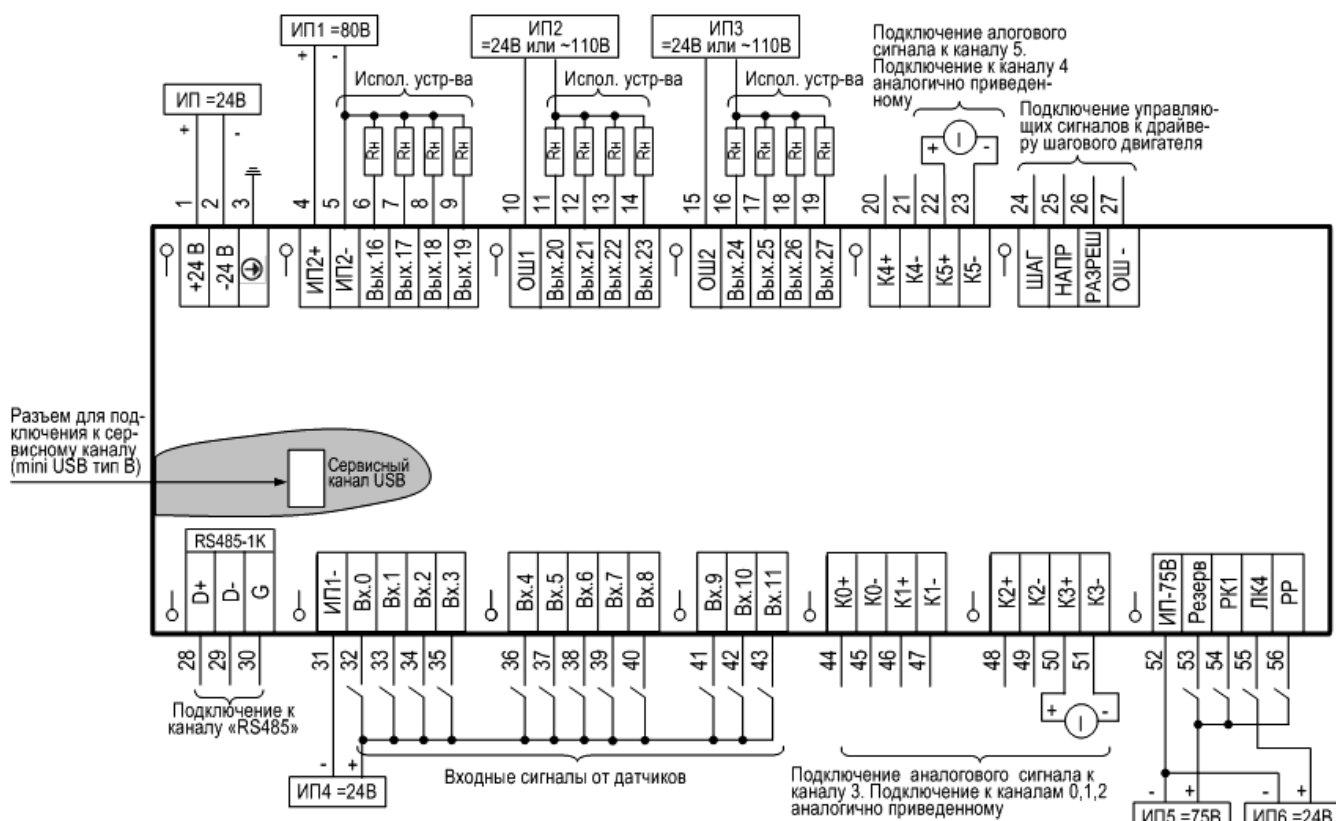 ИП1 =80В
+
-
ИП2
=24В или ~110В
ИП3
=24В или ~110В
Подключение алогового
сигнала к каналу 5.
Подключение к каналу 4
аналогично приведен-
ному
ИП =24В
+
-
Испол. устр-ва
Испол. устр-ва
Испол. устр-ва
Подключение управляю-
щих сигналов к драйве-
ру шагового двигателя
Rн
Rн
Rн
Rн
Rн
Rн
Rн
Rн
Rн
Rн
Rн
Rн
+
I
-
1
2
3
4
5
6
7
8
9
10
11
12
13
14
15
16
17
18
19
20
21
22
23
24
25
26
27
+24 В
-24 В
ИП2+
ИП2-
Вых.16
Вых.17
Вых.18
Вых.19
ОШ1
Вых.20
Вых.21
Вых.22
Вых.23
ОШ2
Вых.24
Вых.25
Вых.26
Вых.27
К4+
К4-
К5+
К5-
ШАГ
НАПР
РАЗРЕШ
ОШ -
Разъем для под-
ключения к сер-
висному каналу
(mini USB тип B)
Сервисный
канал USB
RS485-1К
D+
D-
G
ИП1-
Вх.0
Вх.1
Вх.2
Вх.3
Вх.4
Вх.5
Вх.6
Вх.7
Вх.8
Вх.9
Вх.10
Вх.11
К0+
К0-
К1+
К1-
К2+
К2-
К3+
К3-
ИП-75В
Резерв
РК1
ЛК4
РР
28
29
30
31
32
33
34
35
36
37
38
39
40
41
42
43
44
45
46
47
48
49
50
51
52
53
54
55
56
Подключение к
каналу «RS485»
-
+
ИП4 =24В
Входные сигналы от датчиков
+
I
-
Подключение аналогового сигнала к
каналу 3. Подключение к каналам 0,1,2
аналогично приведенному
-
+
ИП5 =75В
-
+
ИП6 =24В